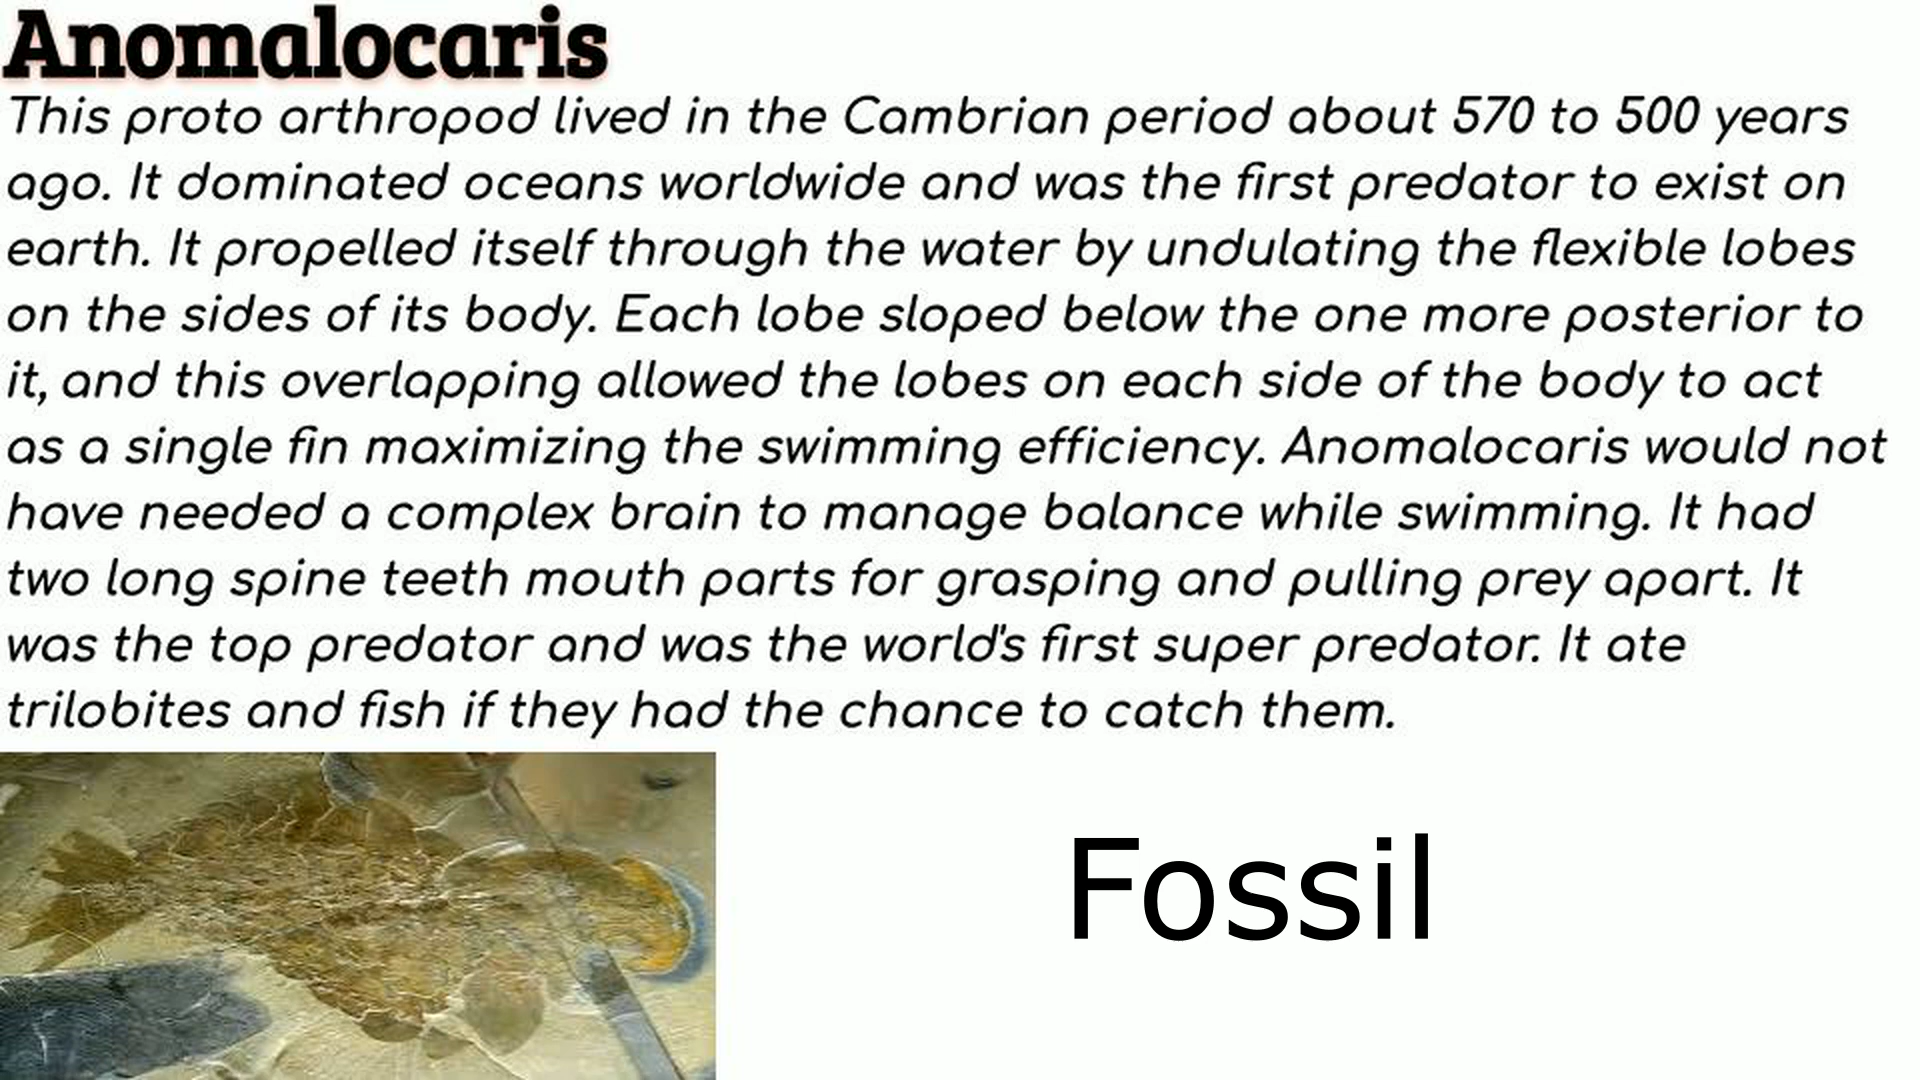 Anomalocaris
This proto arthropod lived in the Cambrian period about 570 to 500 years
ago. It dominated oceans worldwide and was the first predator to exist on
earth. It propelled itself through the water by undulating the flexible lobes
on the sides of its body. Each lobe sloped below the one more posterior to
it, and this overlapping allowed the lobes on each side of the body to act
as a single fin maximizing the swimming efficiency. Anomalocaris would not
have needed a complex brain to manage balance while swimming. It had
two long spine teeth mouth parts for grasping and pulling prey apart. It
was the top predator and was the world's first super predator. It ate
trilobites and fish if they had the chance to catch them.
Fossil